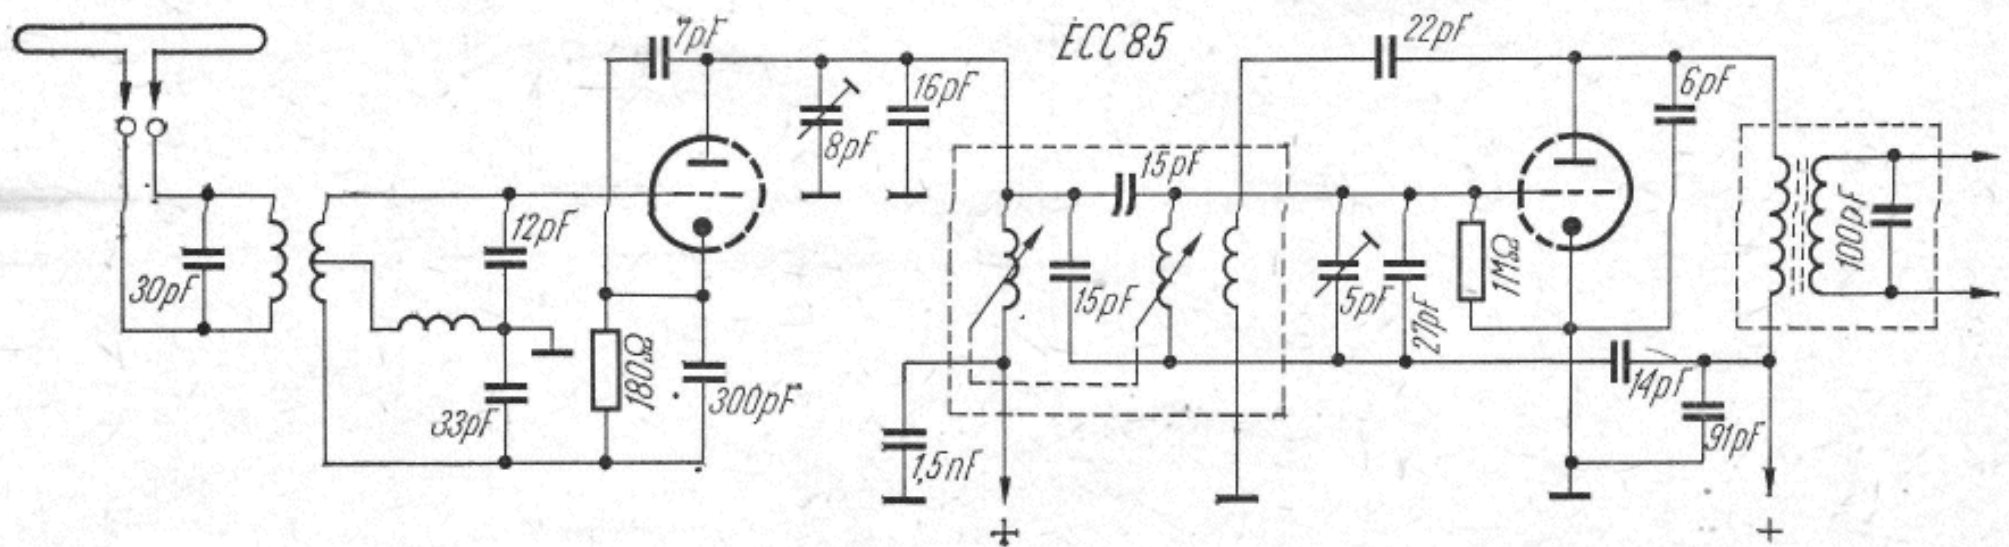 7pF
ECC85
22pF
16pF
6pF
8pF
15pF
12pF
30pF
15pF
5pF
27pF
1MΩ
100pF
180Ω
300pF
33pF
14pF
91pF
1,5nF
+
+